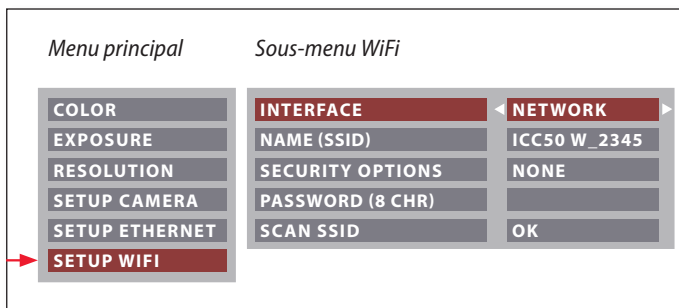 Menu principal
Sous-menu WiFi
COLOR
EXPOSURE
RESOLUTION
SETUP CAMERA
SETUP ETHERNET
SETUP WIFI
INTERFACE NETWORK
NAME (SSID) ICC50 W_2345
SECURITY OPTIONS NONE
PASSWORD (8 CHR)
SCAN SSID OK